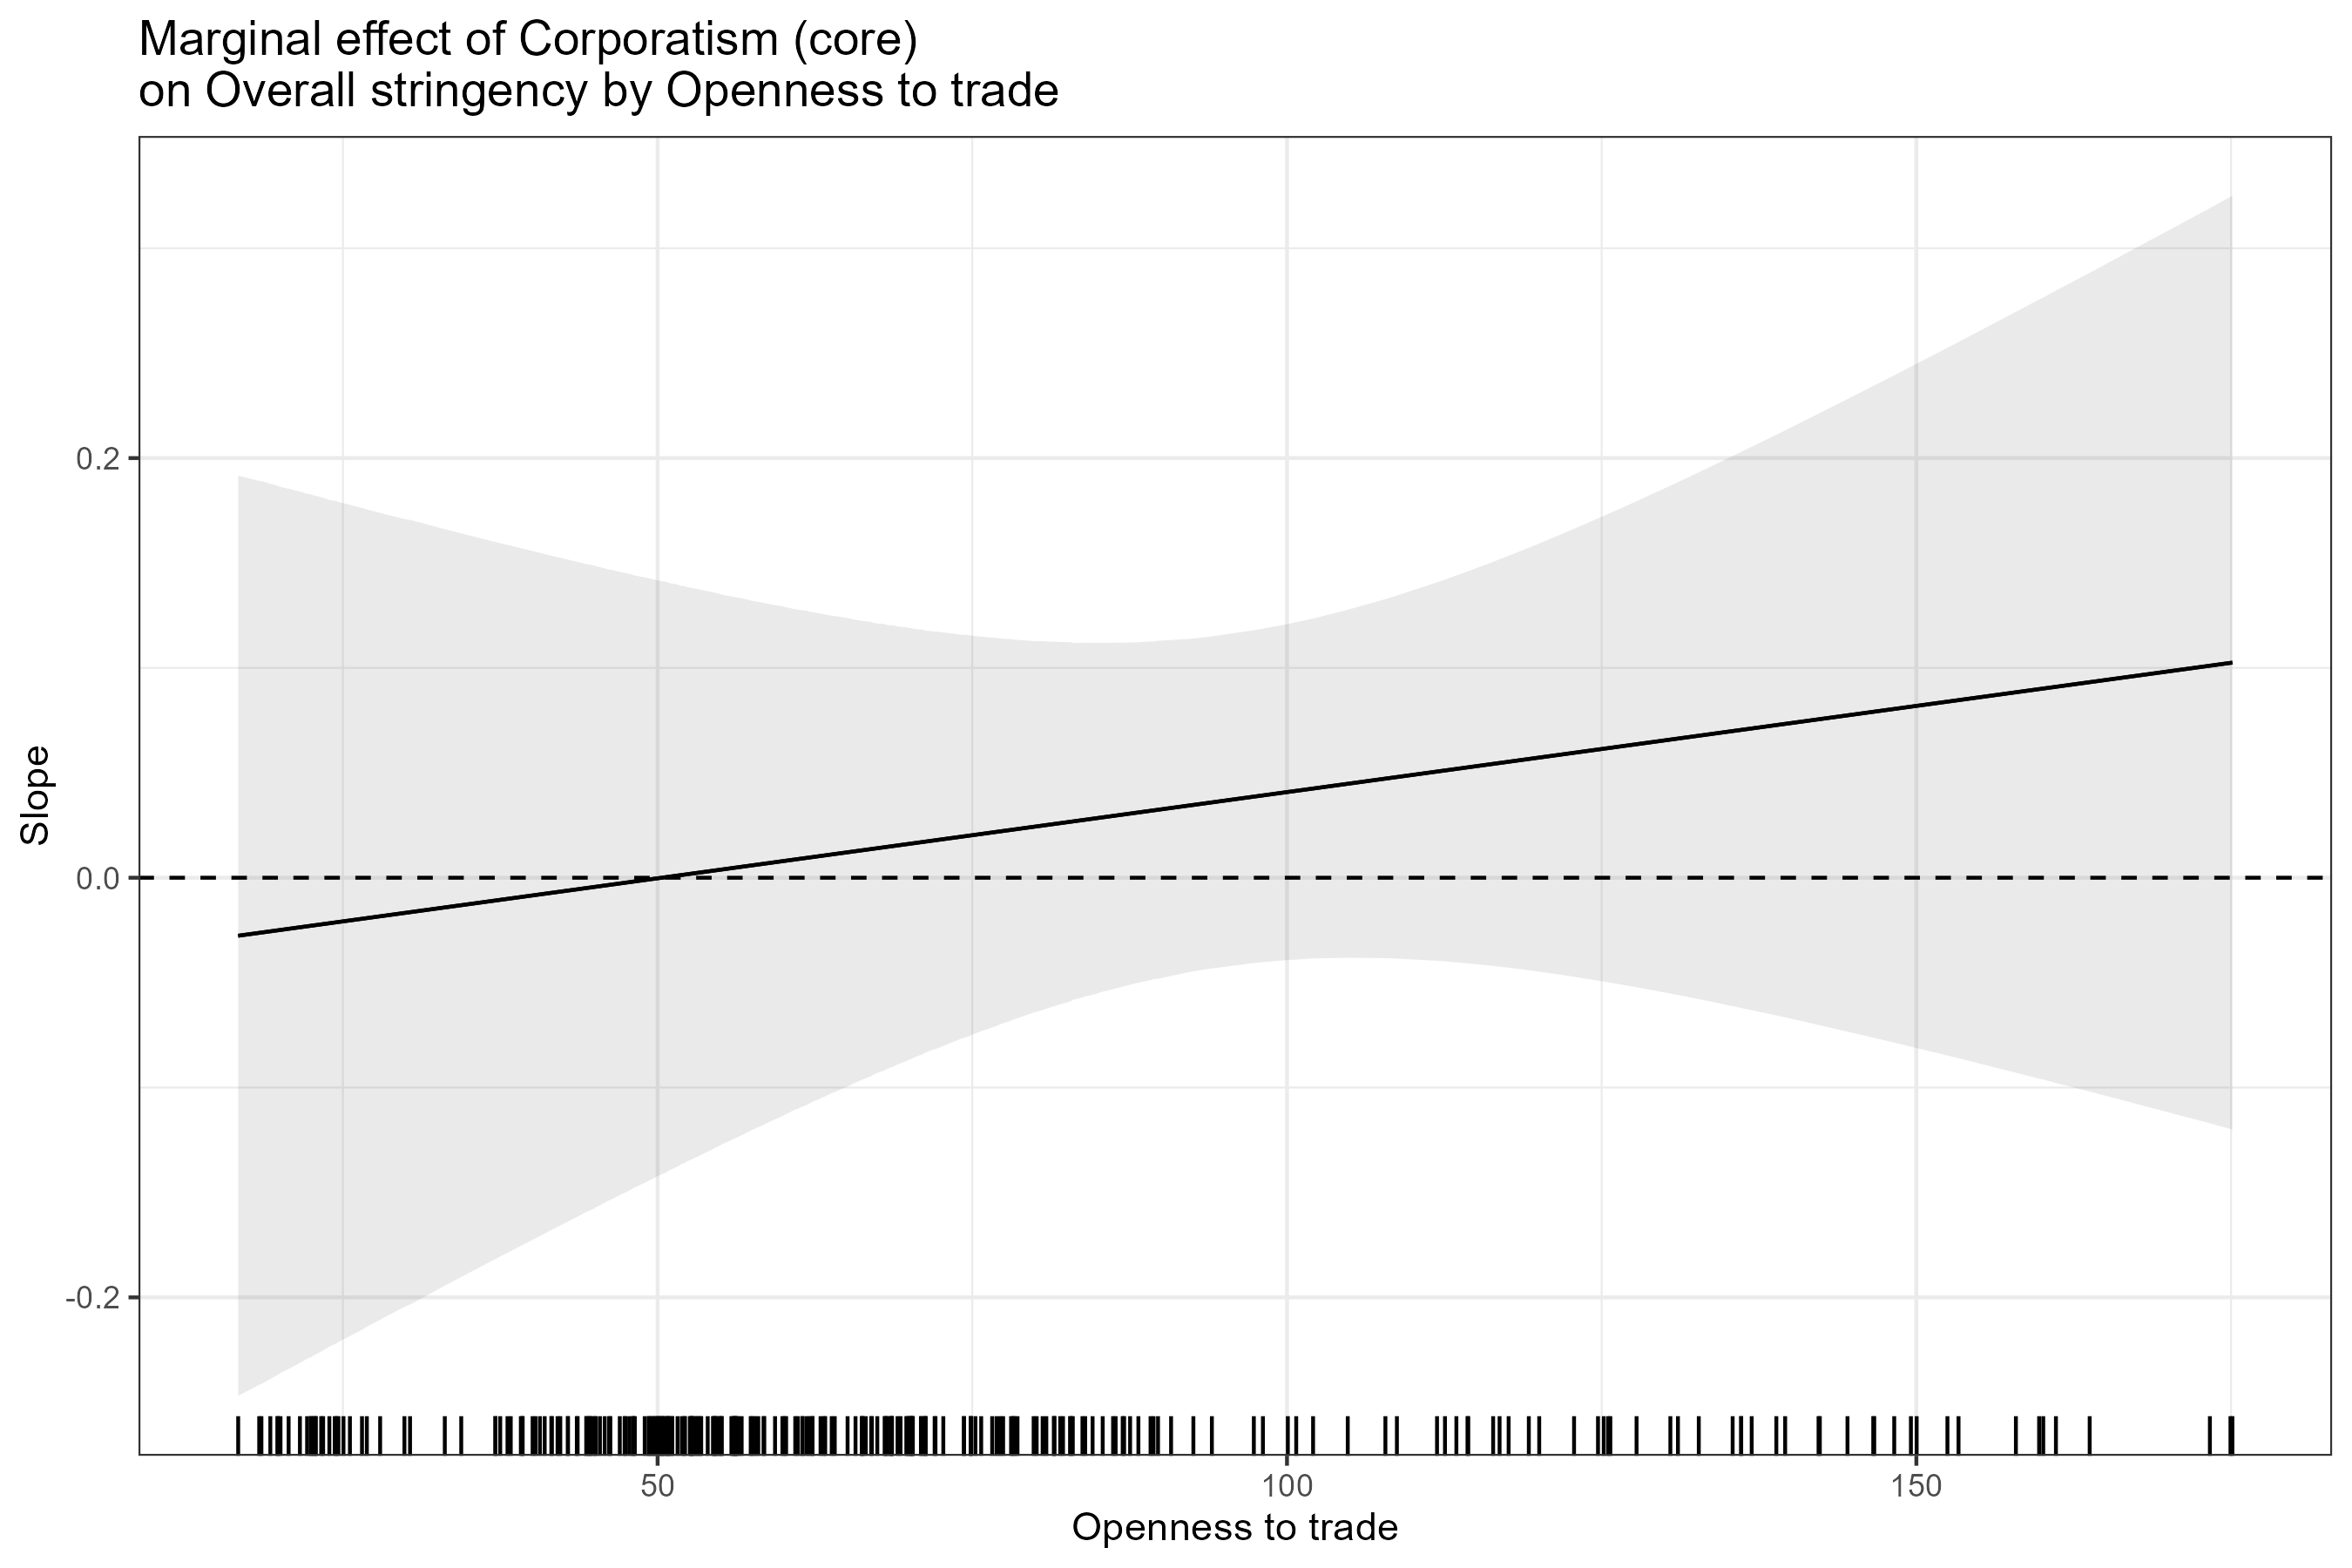 Marginal effect of Corporatism (core)
on Overall stringency by Openness to trade
0.2
0.0
-0.2
Slope
50
100
150
Openness to trade